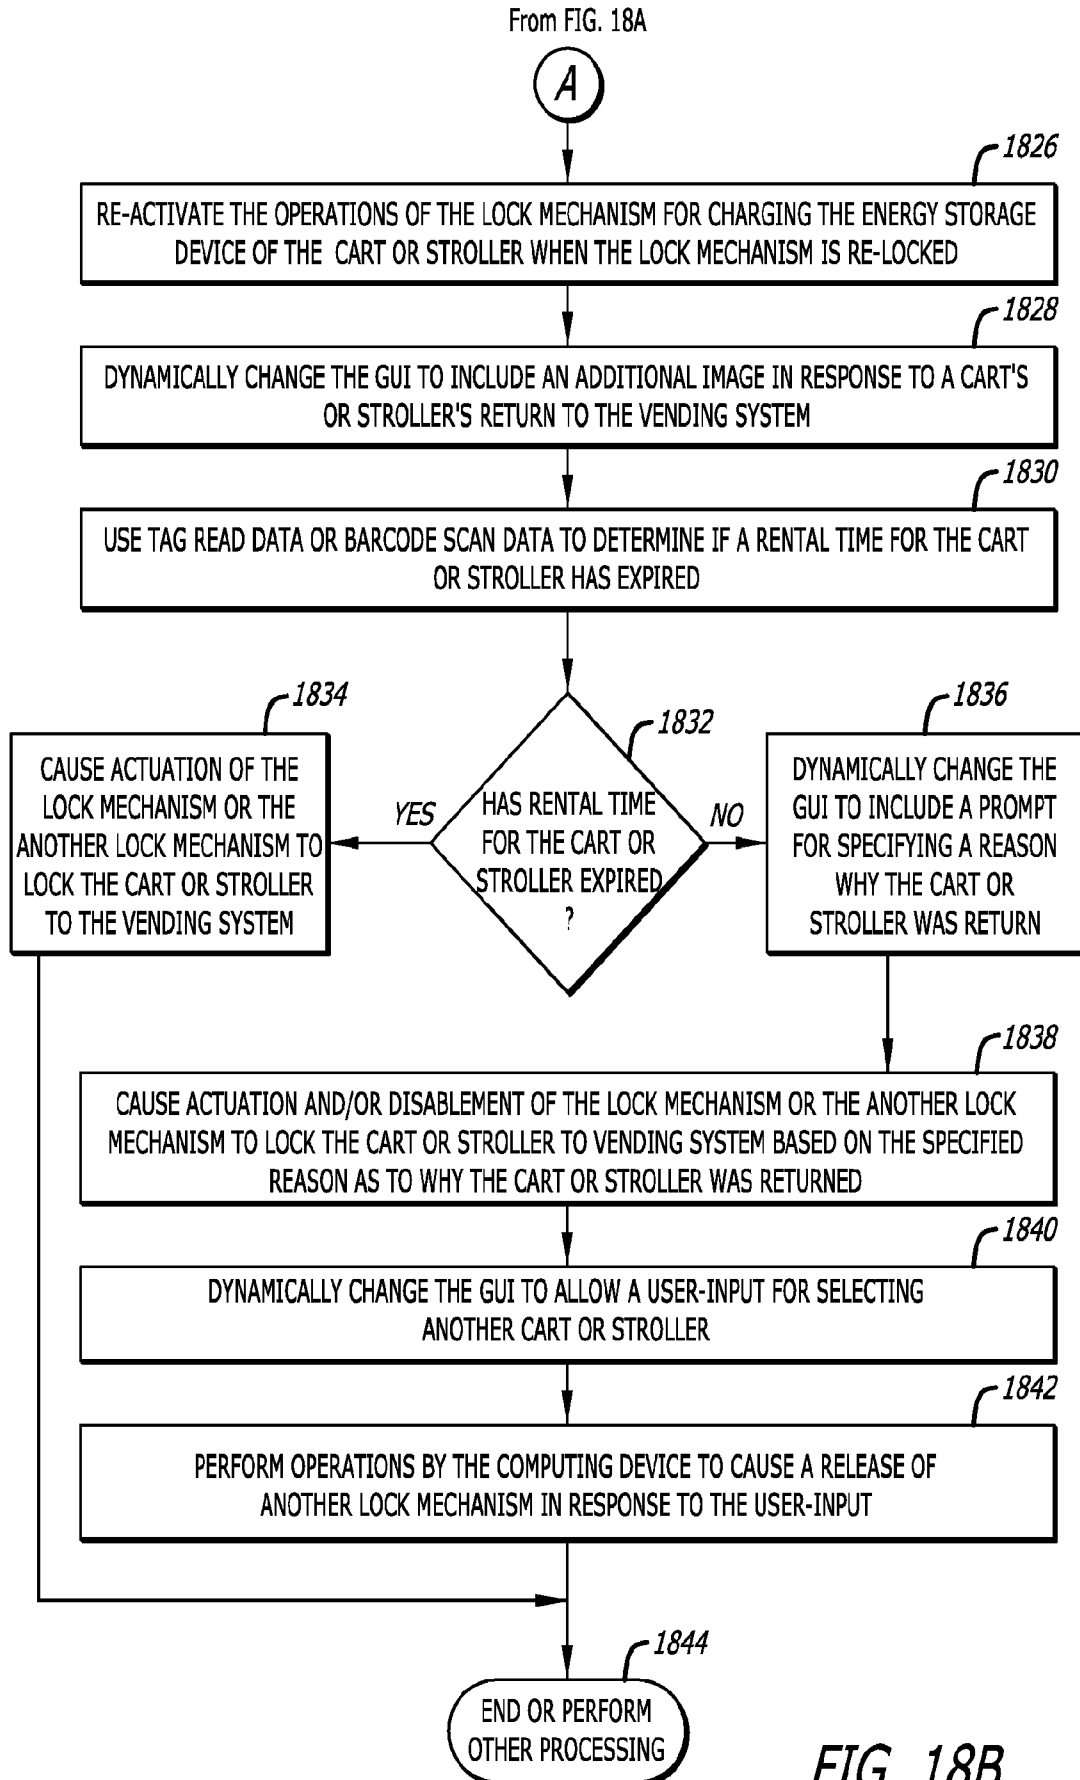 From FIG. 18A
A
1826
RE-ACTIVATE THE OPERATIONS OF THE LOCK MECHANISM FOR CHARGING THE ENERGY STORAGE
DEVICE OF THE CART OR STROLLER WHEN THE LOCK MECHANISM IS RE-LOCKED
1828
DYNAMICALLY CHANGE THE GUI TO INCLUDE AN ADDITIONAL IMAGE IN RESPONSE TO A CART'S
OR STROLLER'S RETURN TO THE VENDING SYSTEM
1830
USE TAG READ DATA OR BARCODE SCAN DATA TO DETERMINE IF A RENTAL TIME FOR THE CART
OR STROLLER HAS EXPIRED
1834
CAUSE ACTUATION OF THE
LOCK MECHANISM OR THE
ANOTHER LOCK MECHANISM TO
LOCK THE CART OR STROLLER
TO THE VENDING SYSTEM
YES
1832
HAS RENTAL TIME
FOR THE CART OR
STROLLER EXPIRED
?
NO
1836
DYNAMICALLY CHANGE THE
GUI TO INCLUDE A PROMPT
FOR SPECIFYING A REASON
WHY THE CART OR
STROLLER WAS RETURN
1838
CAUSE ACTUATION AND/OR DISABLEMENT OF THE LOCK MECHANISM OR THE ANOTHER LOCK
MECHANISM TO LOCK THE CART OR STROLLER TO VENDING SYSTEM BASED ON THE SPECIFIED
REASON AS TO WHY THE CART OR STROLLER WAS RETURNED
1840
DYNAMICALLY CHANGE THE GUI TO ALLOW A USER-INPUT FOR SELECTING
ANOTHER CART OR STROLLER
1842
PERFORM OPERATIONS BY THE COMPUTING DEVICE TO CAUSE A RELEASE OF
ANOTHER LOCK MECHANISM IN RESPONSE TO THE USER-INPUT
1844
END OR PERFORM
OTHER PROCESSING
FIG. 18B